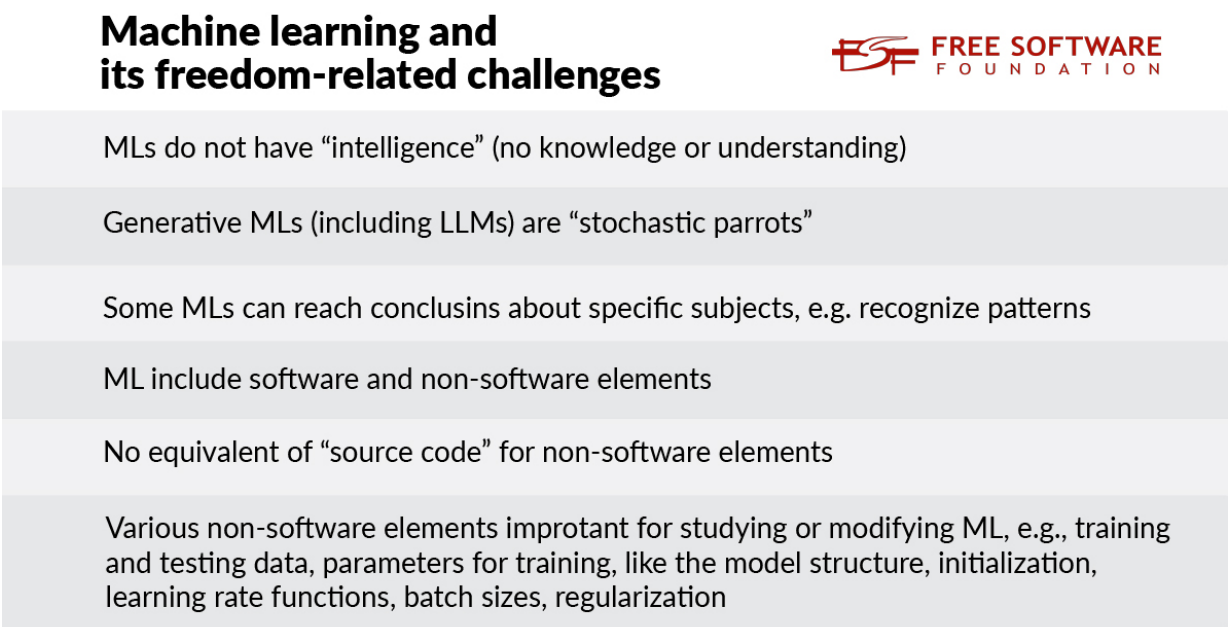 Machine learning and
its freedom-related challenges
FREE SOFTWARE
FOUNDATION
MLs do not have “intelligence” (no knowledge or understanding)
Generative MLs (including LLMs) are “stochastic parrots”
Some MLs can reach conclusins about specific subjects, e.g. recognize patterns
ML include software and non-software elements
No equivalent of “source code” for non-software elements
Various non-software elements improtant for studying or modifying ML, e.g., training
and testing data, parameters for training, like the model structure, initialization,
learning rate functions, batch sizes, regularization